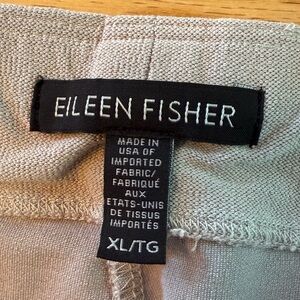 EILEEN FISHER
MADE IN
USA OF
IMPORTED
FABRIC/
FABRIQUÉ
AUX
ETATS-UNIS
DE TISSUS
IMPORTÉS
XL/TG